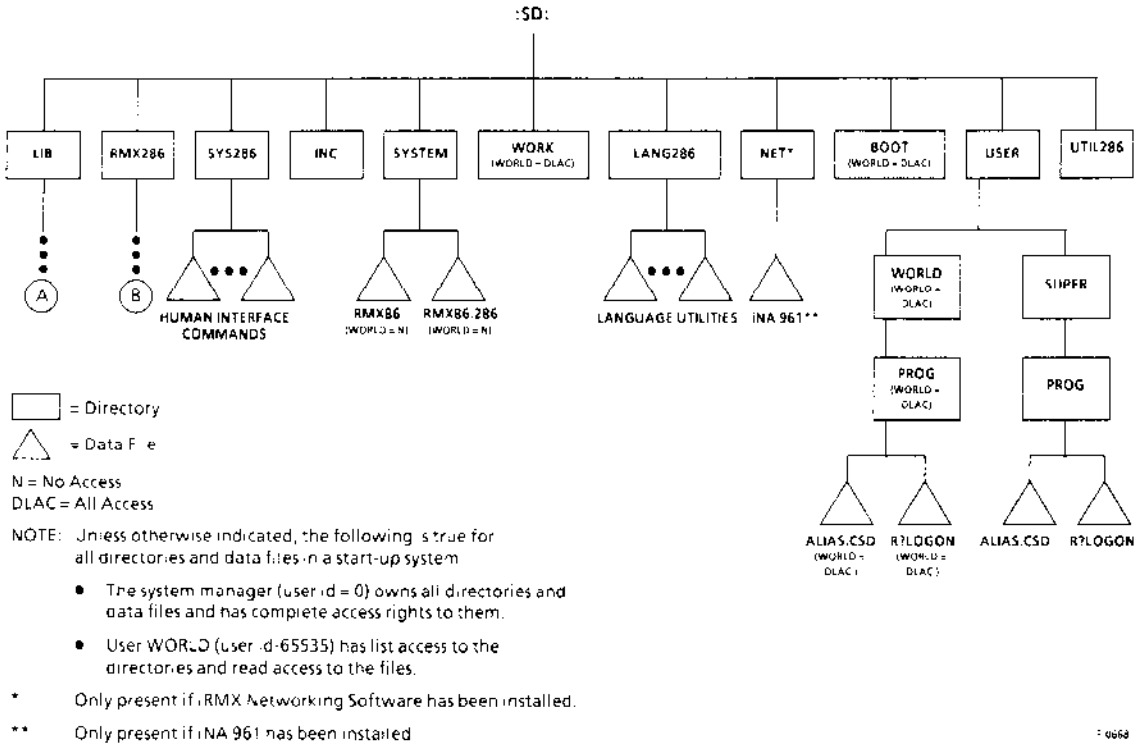 :SD:
LIB
RMX286
SYS286
INC
SYSTEM
WORK
(WORLD = DLAC)
LANG286
NET*
BOOT
(WORLD = DLAC)
USER
UTIL286
A
B
HUMAN INTERFACE
COMMANDS
RMX86
(WORLD = N)
RMX86.286
(WORLD = N)
LANGUAGE UTILITIES
iNA 961**
WORLD
(WORLD =
DLAC)
SUPER
PROG
(WORLD =
DLAC)
PROG
ALIAS.CSD
(WORLD =
DLAC)
R?LOGON
(WORLD =
DLAC)
ALIAS.CSD
R?LOGON
= Directory
= Data File
N = No Access
DLAC = All Access
NOTE: Unless otherwise indicated, the following is true for
all directories and data files in a start-up system
• The system manager (user id = 0) owns all directories and
data files and has complete access rights to them.
• User WORLD (user id-65535) has list access to the
directories and read access to the files.
* Only present if iRMX Networking Software has been installed.
** Only present if iNA 961 has been installed